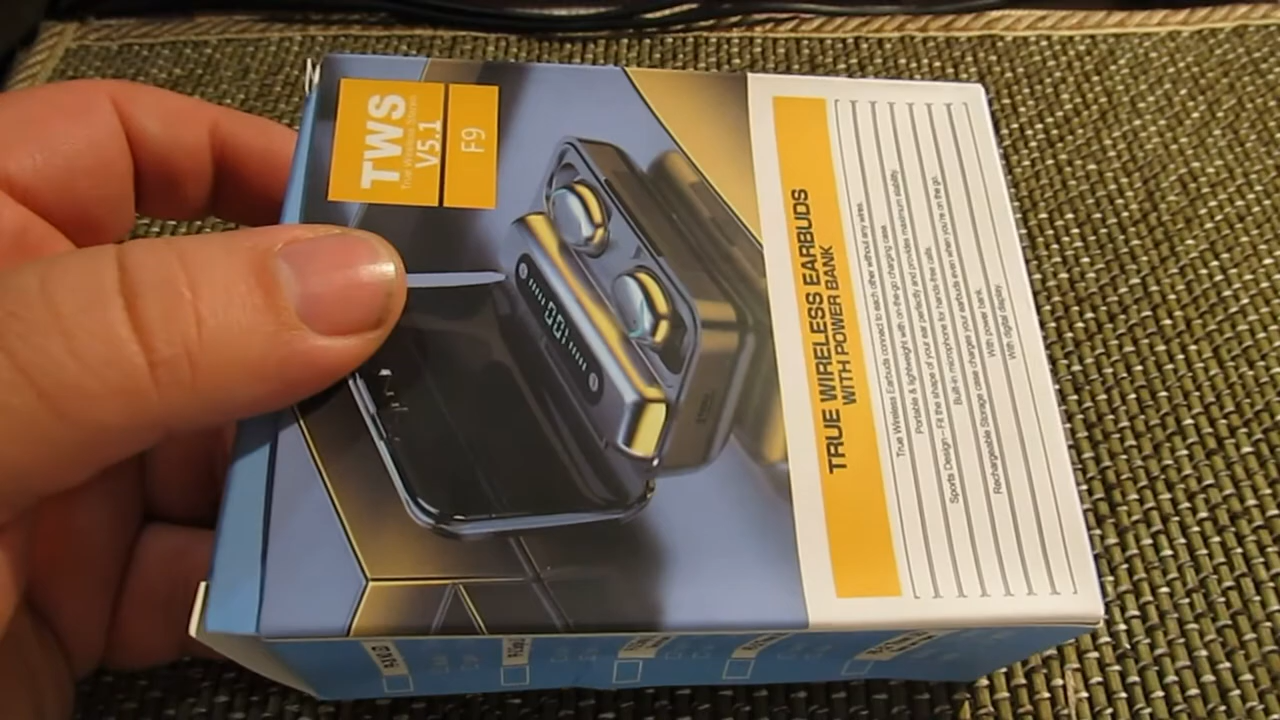 TWS
True Wireless Stereo
V5.1
F9
TRUE WIRELESS EARBUDS
WITH POWER BANK
True Wireless Earbuds connect to each other without any wires.
Portable & lightweight with on-the-go charging case.
Sports Design – Fit the shape of your ear perfectly and provides maximum stability.
Built-in microphone for hands-free calls.
Rechargeable Storage case charges your earbuds even when you're on the go.
With power bank.
With digital display.